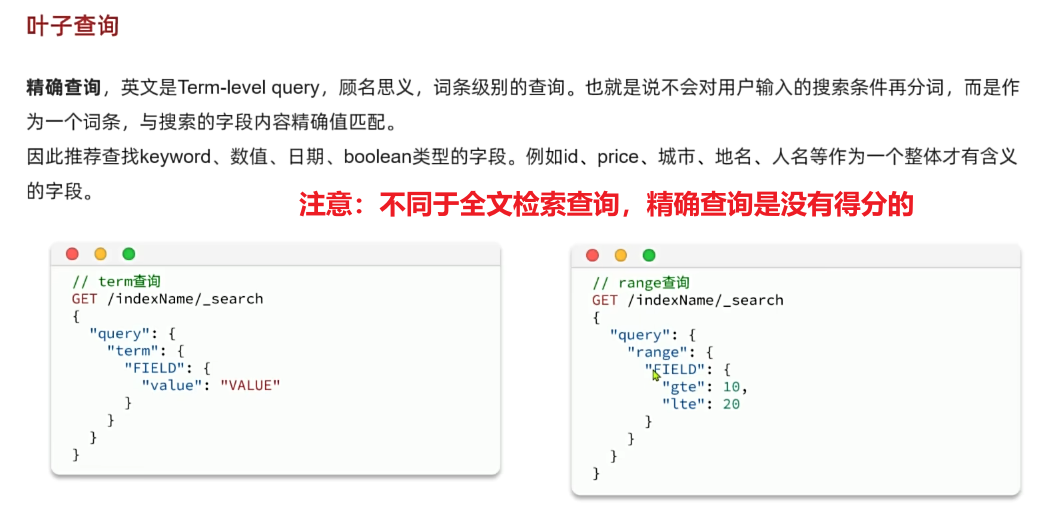 叶子查询
精确查询，英文是Term-level query，顾名思义，词条级别的查询。也就是说不会对用户输入的搜索条件再分词，而是作
为一个词条，与搜索的字段内容精确值匹配。
因此推荐查找keyword、数值、日期、boolean类型的字段。例如id、price、城市、地名、人名等作为一个整体才有含义
的字段。
注意：不同于全文检索查询，精确查询是没有得分的
// term查询
GET /indexName/_search
{
  "query": {
    "term": {
      "FIELD": {
        "value": "VALUE"
      }
    }
  }
}
// range查询
GET /indexName/_search
{
  "query": {
    "range": {
      "FIELD": {
        "gte": 10,
        "lte": 20
      }
    }
  }
}